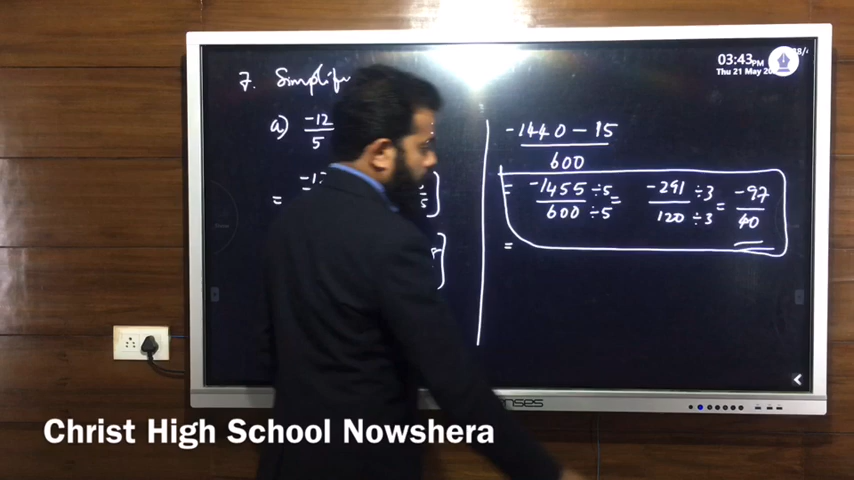 7. Simplify
a) -12/5
=
-1440 - 15
600
= -1455/600 ÷5/÷5 = -291/120 ÷3/÷3 = -97/40
=
03:43 PM
Thu 21 May
Christ High School Nowshera